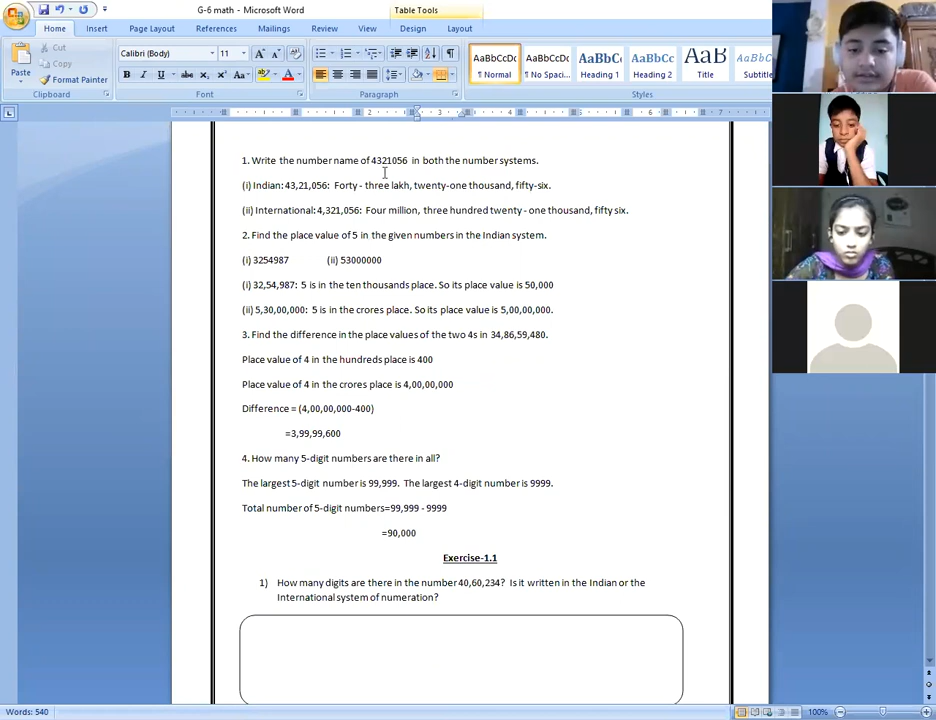 G-6 math - Microsoft Word
Table Tools
Home Insert Page Layout References Mailings Review View Design Layout
Paste
Cut
Copy
Format Painter
Clipboard
Calibri (Body) 11
Font
Paragraph
AaBbCcDc AaBbCcDc AaBbC AaBbCc AaB AaBbCc
¶ Normal ¶ No Spaci... Heading 1 Heading 2 Title Subtitle
Styles
1. Write the number name of 4321056 in both the number systems.
(i) Indian: 43,21,056: Forty - three lakh, twenty-one thousand, fifty-six.
(ii) International: 4,321,056: Four million, three hundred twenty - one thousand, fifty six.
2. Find the place value of 5 in the given numbers in the Indian system.
(i) 3254987 (ii) 53000000
(i) 32,54,987: 5 is in the ten thousands place. So its place value is 50,000
(ii) 5,30,00,000: 5 is in the crores place. So its place value is 5,00,00,000.
3. Find the difference in the place values of the two 4s in 34,86,59,480.
Place value of 4 in the hundreds place is 400
Place value of 4 in the crores place is 4,00,00,000
Difference = (4,00,00,000-400)
=3,99,99,600
4. How many 5-digit numbers are there in all?
The largest 5-digit number is 99,999. The largest 4-digit number is 9999.
Total number of 5-digit numbers=99,999 - 9999
=90,000
Exercise-1.1
1) How many digits are there in the number 40,60,234? Is it written in the Indian or the
International system of numeration?
Words: 540
100%